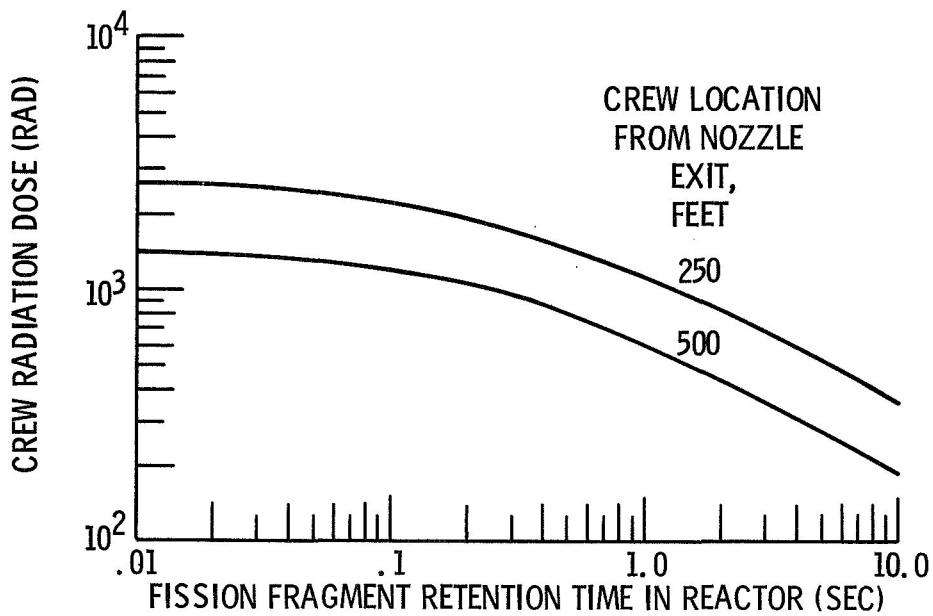 CREW RADIATION DOSE (RAD)
10^4
10^3
10^2
CREW LOCATION
FROM NOZZLE
EXIT,
FEET
250
500
.01 .1 1.0 10.0
FISSION FRAGMENT RETENTION TIME IN REACTOR (SEC)